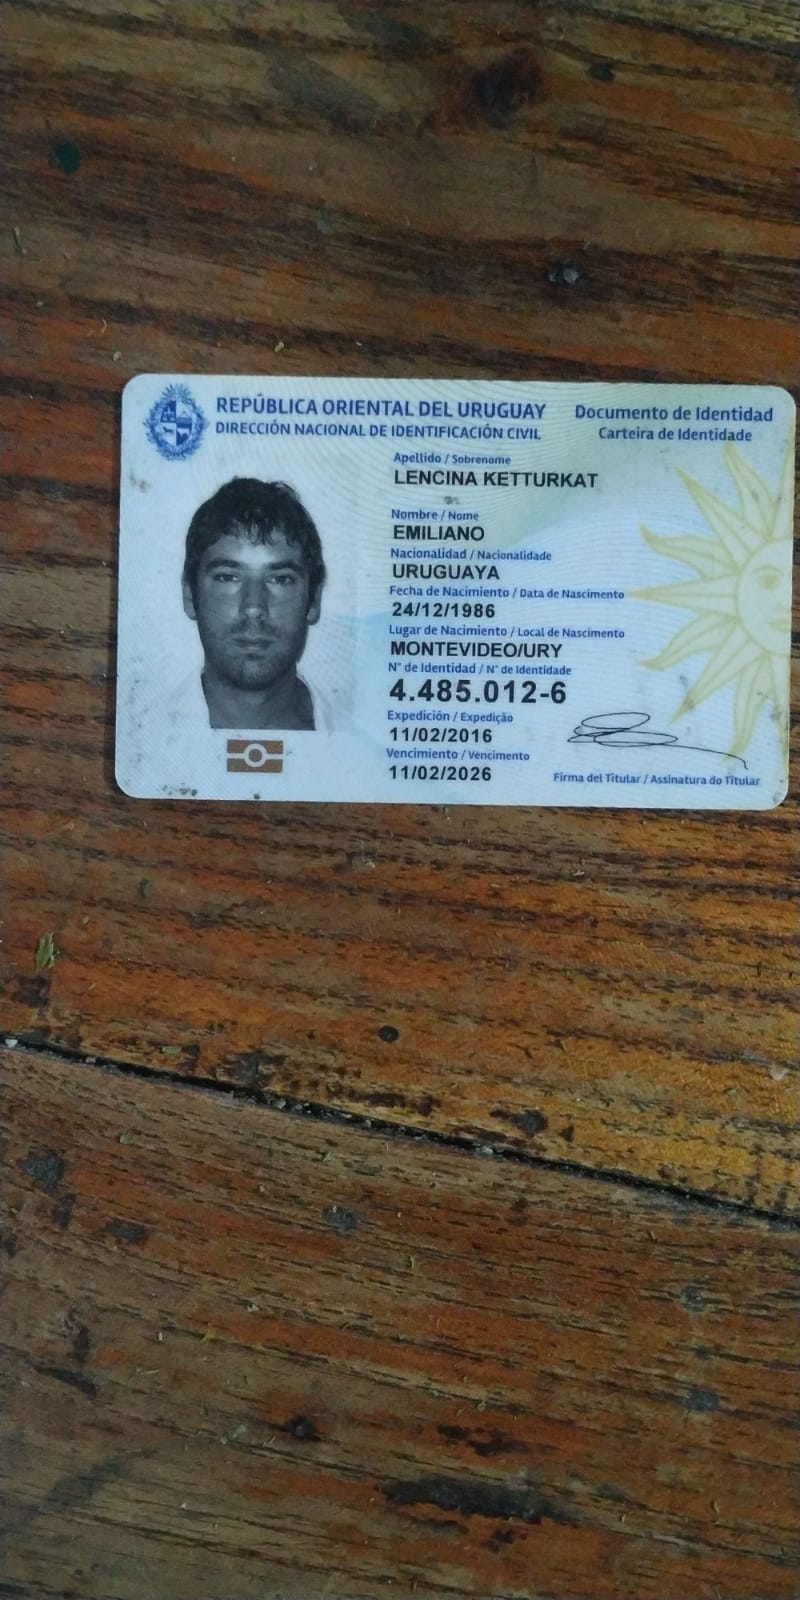 REPÚBLICA ORIENTAL DEL URUGUAY
DIRECCIÓN NACIONAL DE IDENTIFICACIÓN CIVIL
Documento de Identidad
Carteira de Identidade
Apellido / Sobrenome
LENCINA KETTURKAT
Nombre / Nome
EMILIANO
Nacionalidad / Nacionalidade
URUGUAYA
Fecha de Nacimiento / Data de Nascimento
24/12/1986
Lugar de Nacimiento / Local de Nascimento
MONTEVIDEO/URY
N° de Identidad / N° de Identidade
4.485.012-6
Expedición / Expedição
11/02/2016
Vencimiento / Vencimento
11/02/2026
Firma del Titular / Assinatura do Titular